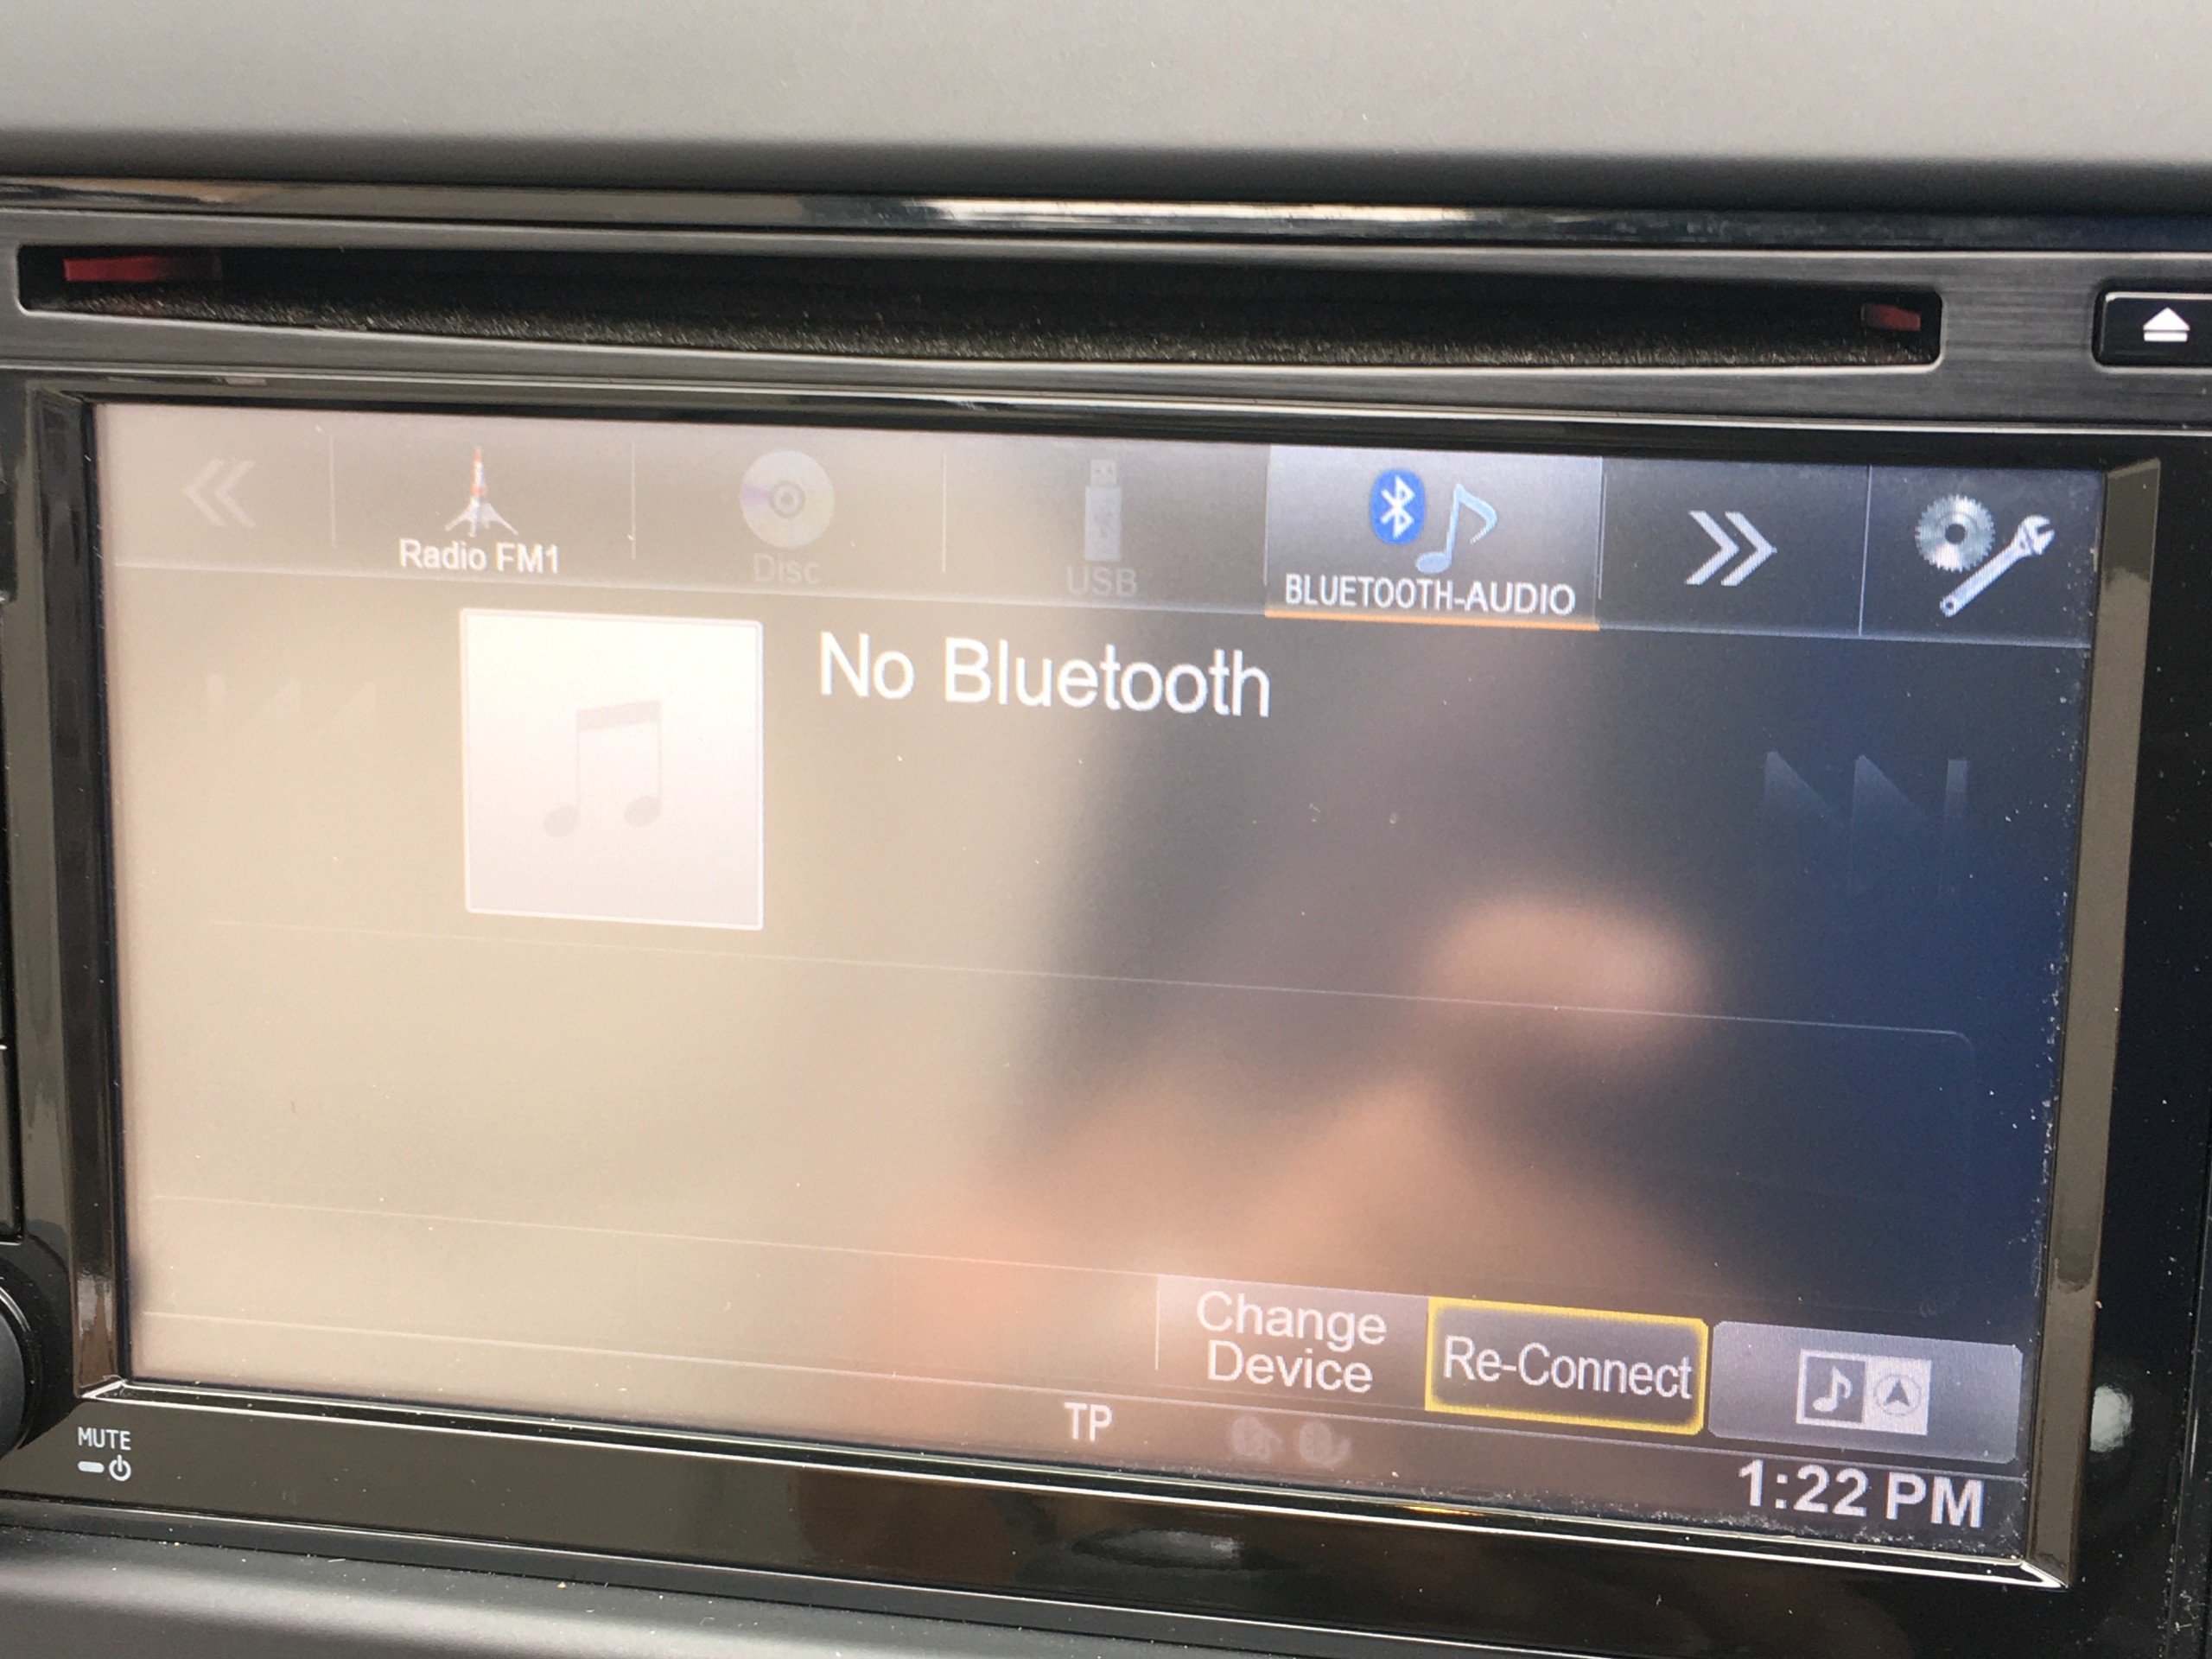 Radio FM1
Disc
USB
BLUETOOTH-AUDIO
No Bluetooth
Change
Device
Re-Connect
TP
1:22 PM
MUTE